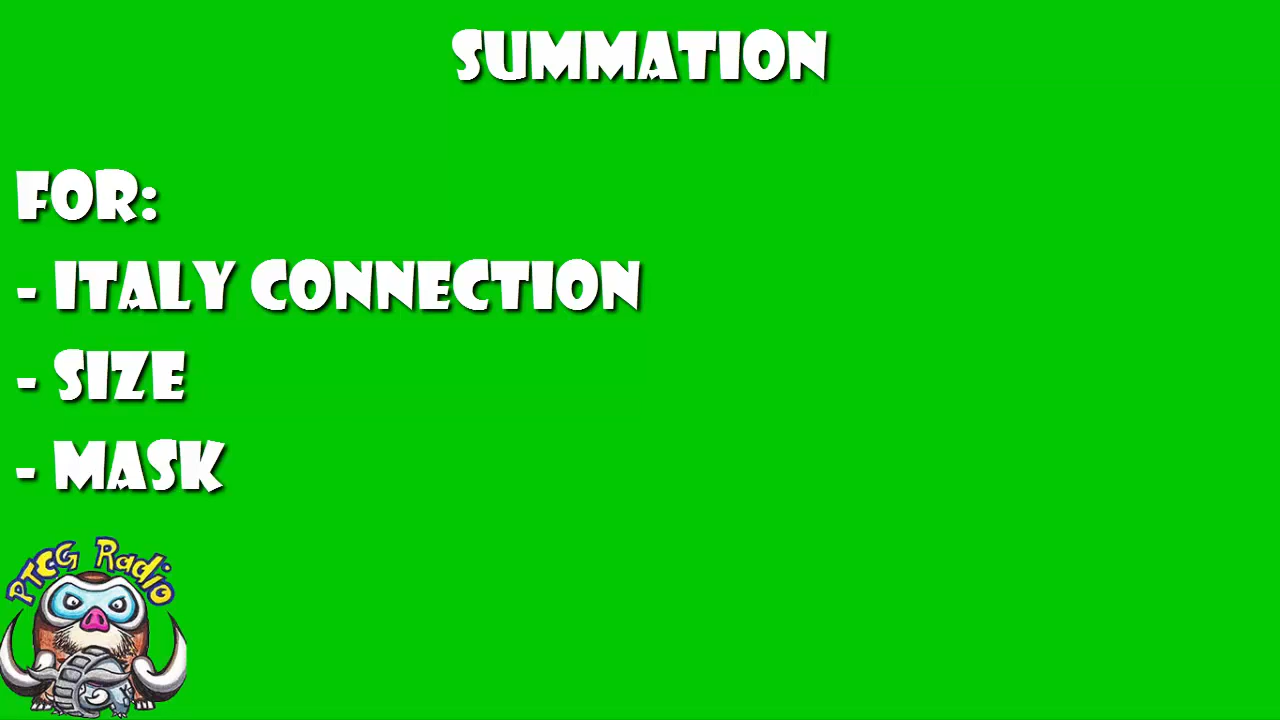 SUMMATION
FOR:
- ITALY CONNECTION
- SIZE
- MASK
PTCG Radio